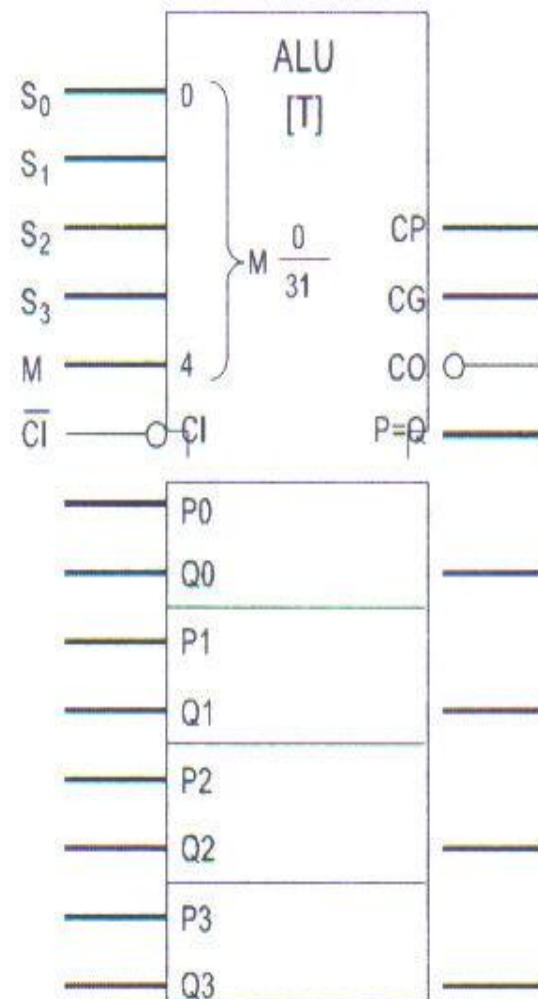 ALU
[T]
S0 0
S1
S2 CP
M 0
31
S3 CG
M 4 CO
C̅I̅ CI P=Q
P0
Q0
P1
Q1
P2
Q2
P3
Q3